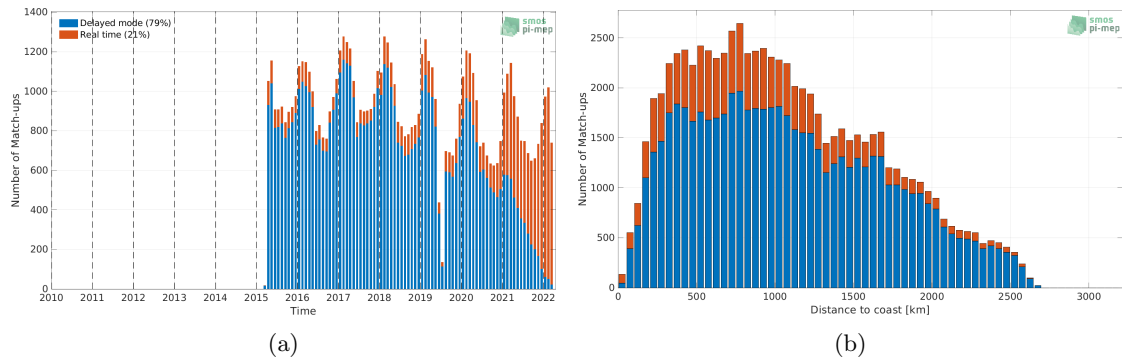 Delayed mode (79%)
Real time (21%)
smos
pi-mep
1400
1200
1000
800
600
400
200
0
Number of Match-ups
2010 2011 2012 2013 2014 2015 2016 2017 2018 2019 2020 2021 2022
Time
(a)
smos
pi-mep
2500
2000
1500
1000
500
0
Number of Match-ups
0 500 1000 1500 2000 2500 3000
Distance to coast [km]
(b)